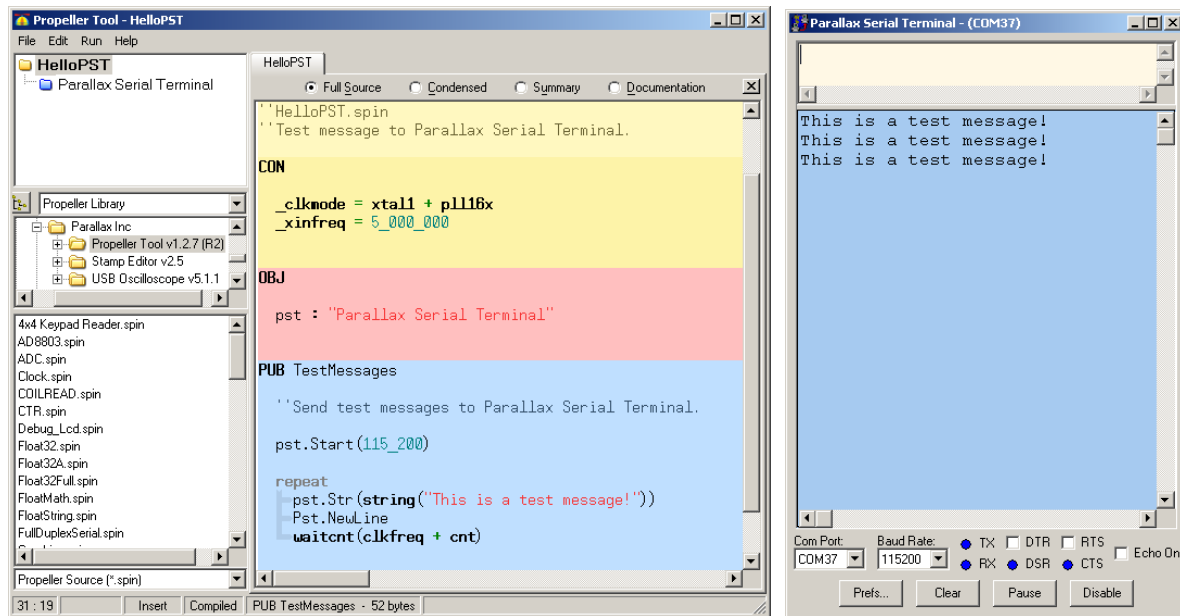 Propeller Tool - HelloPST
File Edit Run Help
HelloPST
Parallax Serial Terminal
Propeller Library
Parallax Inc
Propeller Tool v1.2.7 (R2)
Stamp Editor v2.5
USB Oscilloscope v5.1.1
4x4 Keypad Reader.spin
AD8803.spin
ADC.spin
Clock.spin
COILREAD.spin
CTR.spin
Debug_Lcd.spin
Float32.spin
Float32A.spin
Float32Full.spin
FloatMath.spin
FloatString.spin
FullDuplexSerial.spin
Propeller Source (*.spin)
HelloPST
Full Source Condensed Summary Documentation
''HelloPST.spin
''Test message to Parallax Serial Terminal.
CON
_clkmode = xtal1 + pll16x
_xinfreq = 5_000_000
OBJ
pst : "Parallax Serial Terminal"
PUB TestMessages
''Send test messages to Parallax Serial Terminal.
pst.Start(115_200)
repeat
pst.Str(string("This is a test message!"))
Pst.NewLine
waitcnt(clkfreq + cnt)
31 : 19 Insert Compiled PUB TestMessages - 52 bytes
Parallax Serial Terminal - (COM37)
This is a test message!
This is a test message!
This is a test message!
Com Port: Baud Rate: TX DTR RTS
COM37 115200 RX DSR CTS Echo On
Prefs... Clear Pause Disable